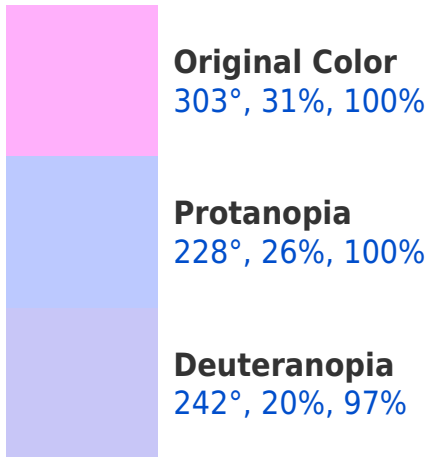 Original Color
303°, 31%, 100%
Protanopia
228°, 26%, 100%
Deuteranopia
242°, 20%, 97%